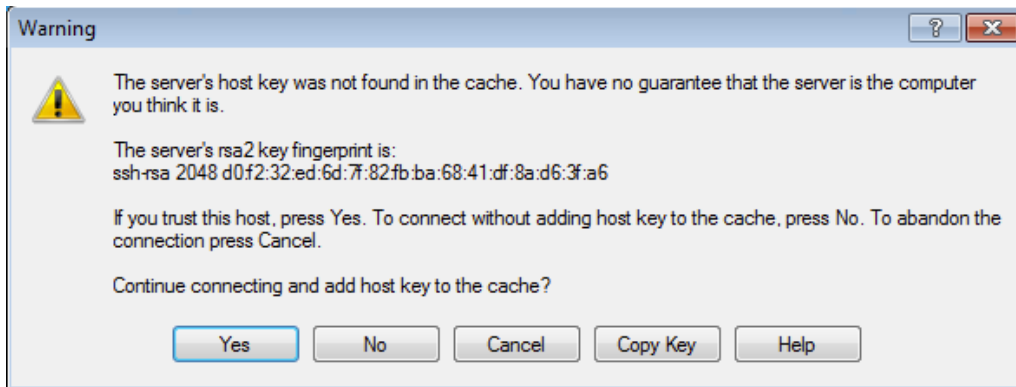 Warning
The server's host key was not found in the cache. You have no guarantee that the server is the computer
you think it is.
The server's rsa2 key fingerprint is:
ssh-rsa 2048 d0:f2:32:ed:6d:7f:82:fb:ba:68:41:df:8a:d6:3f:a6
If you trust this host, press Yes. To connect without adding host key to the cache, press No. To abandon the
connection press Cancel.
Continue connecting and add host key to the cache?
Yes No Cancel Copy Key Help